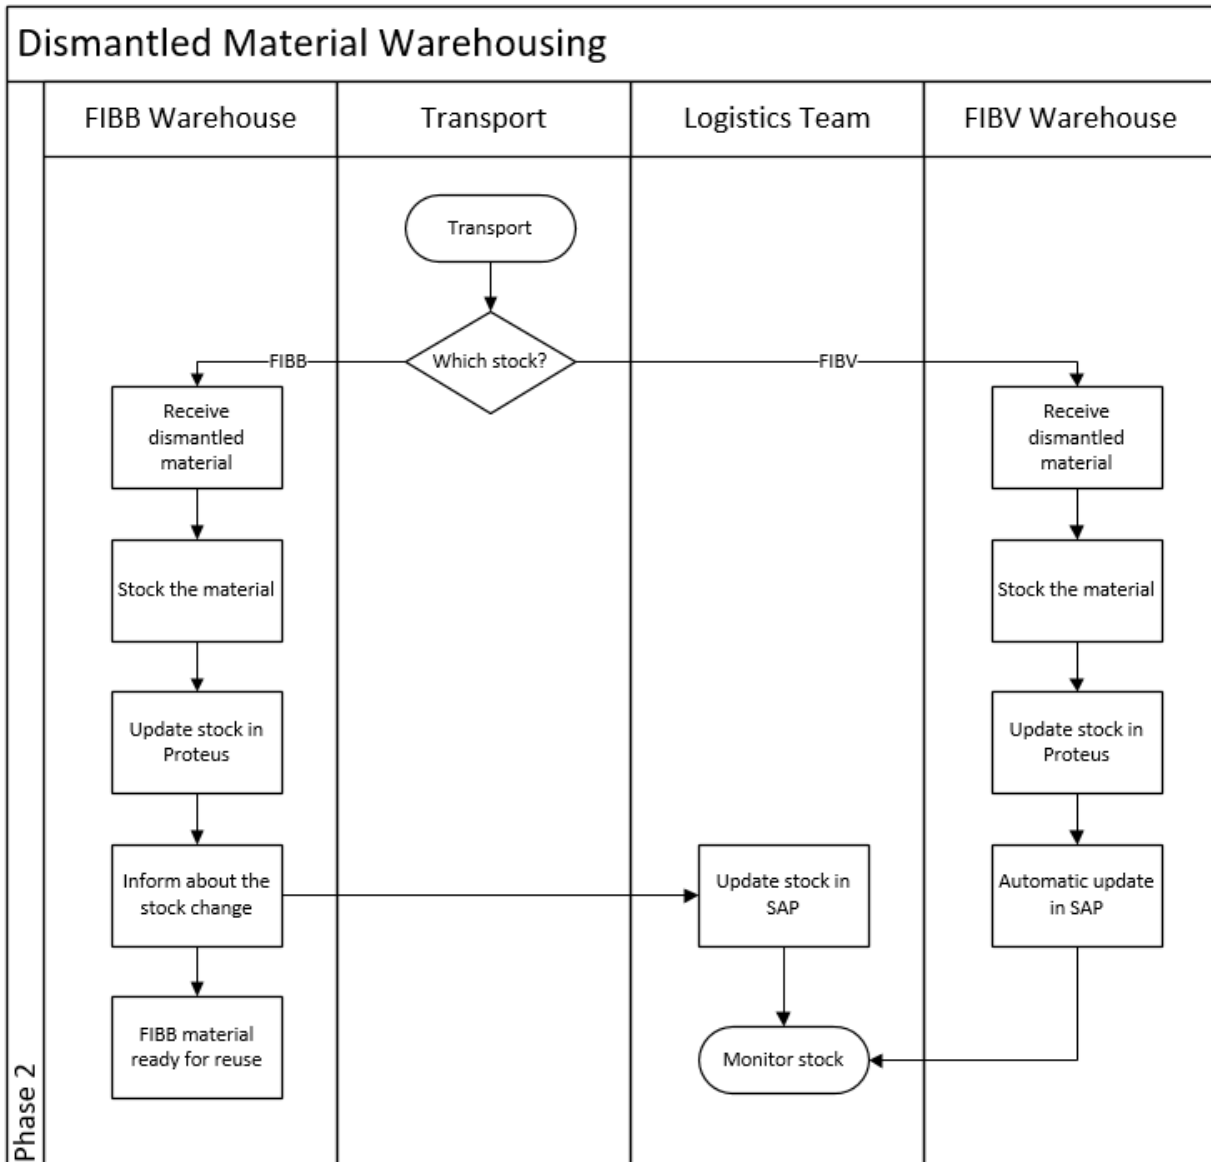 Dismantled Material Warehousing
FIBB Warehouse
Transport
Logistics Team
FIBV Warehouse
Transport
Which stock?
FIBB
FIBV
Receive
dismantled
material
Receive
dismantled
material
Stock the material
Stock the material
Update stock in
Proteus
Update stock in
Proteus
Inform about the
stock change
Update stock in
SAP
Automatic update
in SAP
FIBB material
ready for reuse
Monitor stock
Phase 2